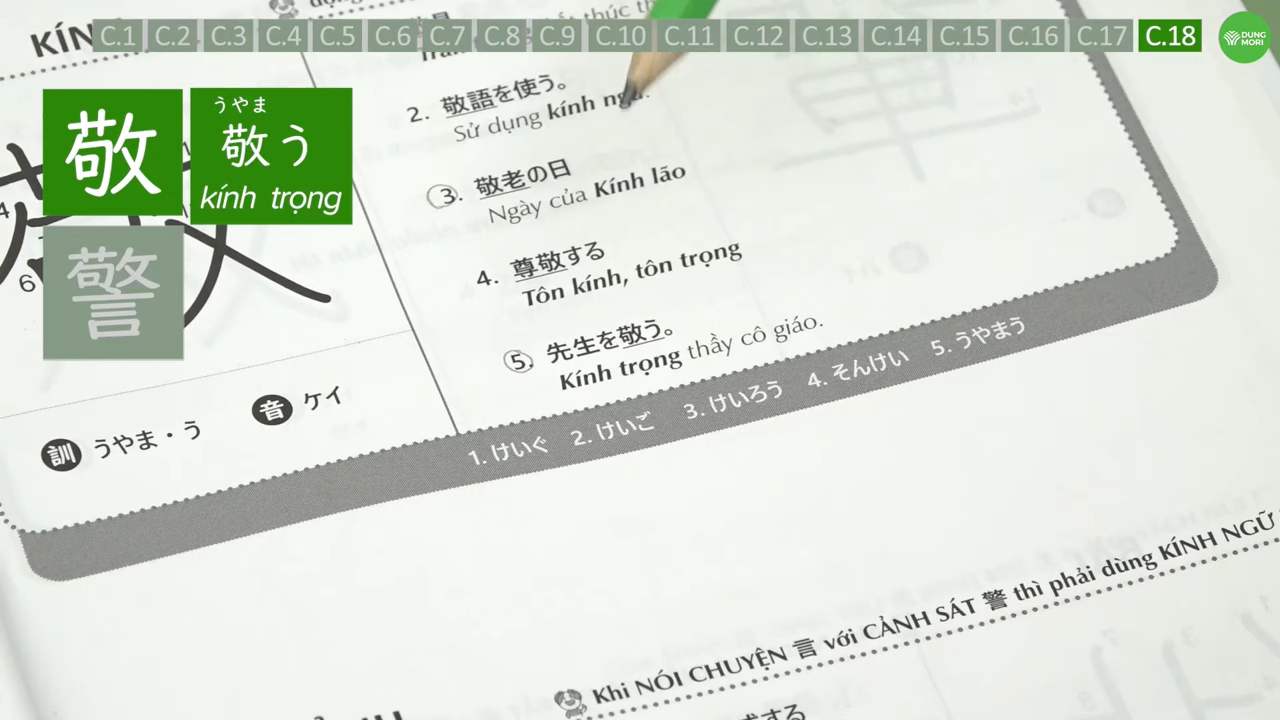 C.1 C.2 C.3 C.4 C.5 C.6 C.7 C.8 C.9 C.10 C.11 C.12 C.13 C.14 C.15 C.16 C.17 C.18
DUNG MORI
敬
うやま
敬う
kính trọng
警
2. 敬語を使う。
Sử dụng kính ngữ.
3. 敬老の日
Ngày của Kính lão
4. 尊敬する
Tôn kính, tôn trọng
5. 先生を敬う。
Kính trọng thầy cô giáo.
6
訓 うやま・う
音 ケイ
1. けいぐ 2. けいご 3. けいろう 4. そんけい 5. うやまう
Khi NÓI CHUYỆN 言 với CẢNH SÁT 警 thì phải dùng KÍNH NGỮ